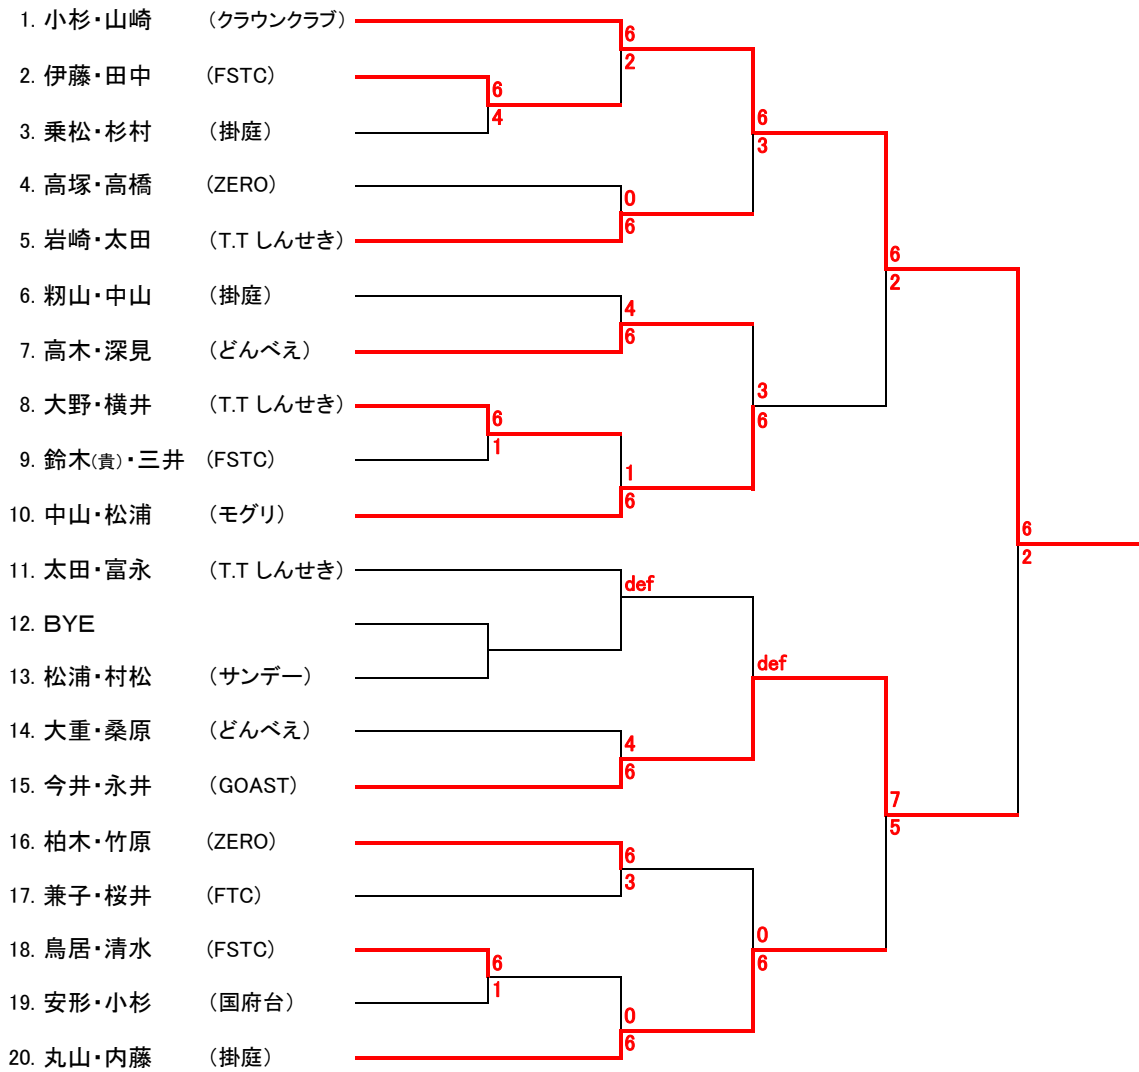 1. 小杉・山崎 （クラウンクラブ）
6
2
2. 伊藤・田中 (FSTC)
6
4
3. 乗松・杉村 （掛庭）
6
3
4. 高塚・高橋 (ZERO)
0
6
5. 岩崎・太田 （T.T しんせき）
6
2
6. 籾山・中山 （掛庭）
4
6
7. 高木・深見 （どんべえ）
3
6
8. 大野・横井 （T.T しんせき）
6
1
9. 鈴木(貴)・三井 (FSTC)
1
6
10. 中山・松浦 （モグリ）
6
2
11. 太田・富永 （T.T しんせき）
def
12. BYE
13. 松浦・村松 （サンデー）
def
14. 大重・桑原 （どんべえ）
4
6
15. 今井・永井 (GOAST)
7
5
16. 柏木・竹原 (ZERO)
6
3
17. 兼子・桜井 (FTC)
0
6
18. 鳥居・清水 (FSTC)
6
1
19. 安形・小杉 （国府台）
0
6
20. 丸山・内藤 （掛庭）